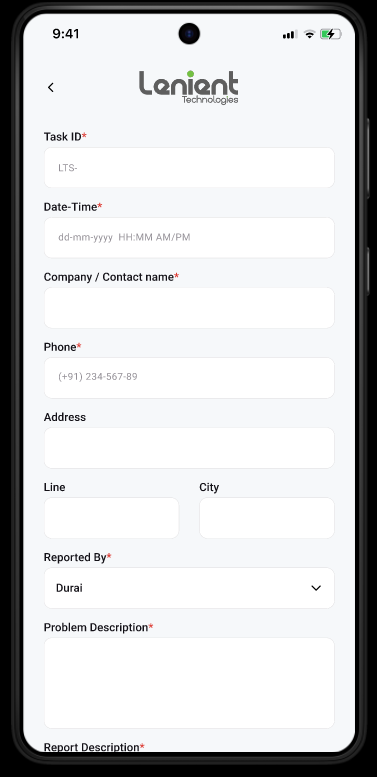 9:41
Lenient
Technologies
Task ID*
LTS-
Date-Time*
dd-mm-yyyy HH:MM AM/PM
Company / Contact name*
Phone*
(+91) 234-567-89
Address
Line City
Reported By*
Durai
Problem Description*
Report Description*